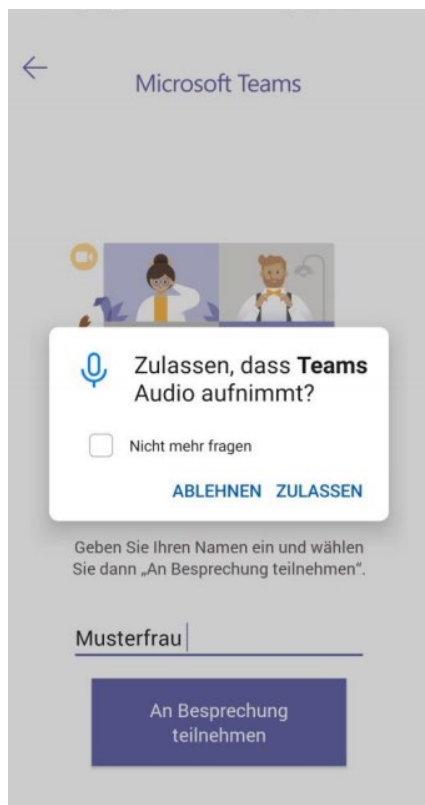 Microsoft Teams
Zulassen, dass Teams
Audio aufnimmt?
Nicht mehr fragen
ABLEHNEN ZULASSEN
Geben Sie Ihren Namen ein und wählen
Sie dann „An Besprechung teilnehmen“.
Musterfrau
An Besprechung
teilnehmen